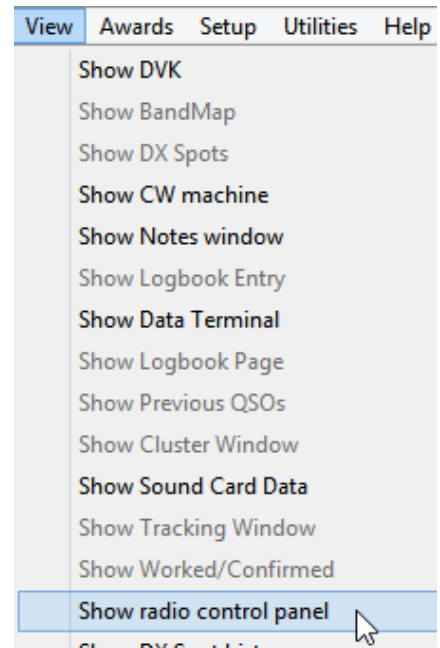 View Awards Setup Utilities Help
Show DVK
Show BandMap
Show DX Spots
Show CW machine
Show Notes window
Show Logbook Entry
Show Data Terminal
Show Logbook Page
Show Previous QSOs
Show Cluster Window
Show Sound Card Data
Show Tracking Window
Show Worked/Confirmed
Show radio control panel